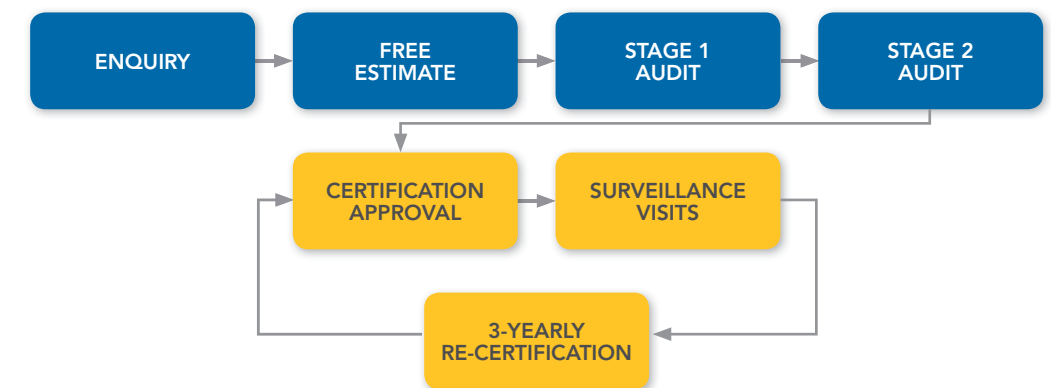 ENQUIRY
FREE
ESTIMATE
STAGE 1
AUDIT
STAGE 2
AUDIT
CERTIFICATION
APPROVAL
SURVEILLANCE
VISITS
3-YEARLY
RE-CERTIFICATION